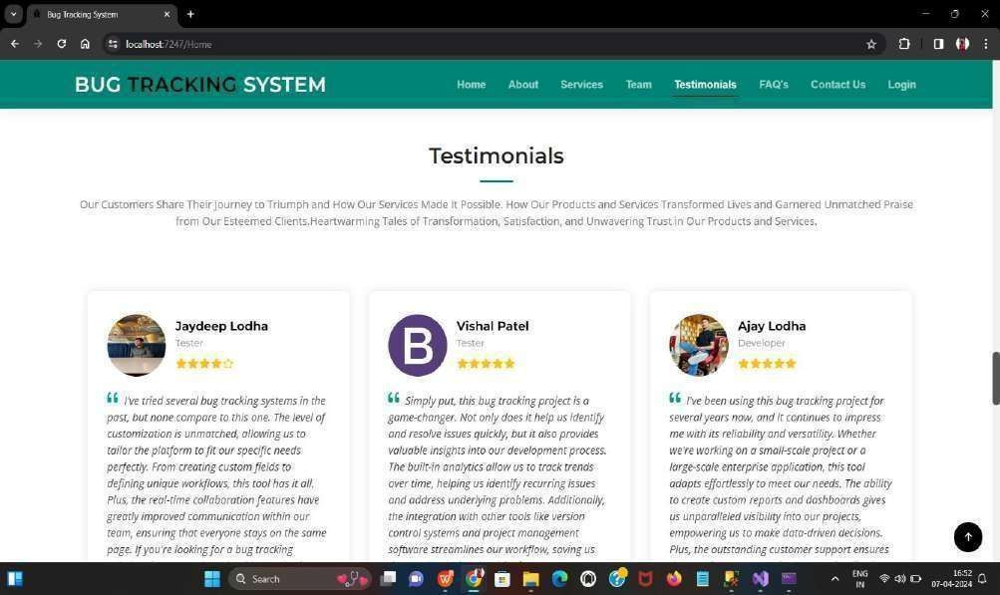 Bug Tracking System
localhost:7247/Home
BUG TRACKING SYSTEM
Home About Services Team Testimonials FAQ's Contact Us Login
Testimonials
Our Customers Share Their Journey to Triumph and How Our Services Made It Possible. How Our Products and Services Transformed Lives and Garnered Unmatched Praise
from Our Esteemed Clients.Heartwarming Tales of Transformation, Satisfaction, and Unwavering Trust in Our Products and Services.
Jaydeep Lodha
Tester
I've tried several bug tracking systems in the
past, but none compare to this one. The level of
customization is unmatched, allowing us to
tailor the platform to fit our specific needs
perfectly. From creating custom fields to
defining unique workflows, this tool has it all.
Plus, the real-time collaboration features have
greatly improved communication within our
team, ensuring that everyone stays on the same
page. If you're looking for a bug tracking
B
Vishal Patel
Tester
Simply put, this bug tracking project is a
game-changer. Not only does it help us identify
and resolve issues quickly, but it also provides
valuable insights into our development process.
The built-in analytics allow us to track trends
over time, helping us identify recurring issues
and address underlying problems. Additionally,
the integration with other tools like version
control systems and project management
software streamlines our workflow, saving us
Ajay Lodha
Developer
I've been using this bug tracking project for
several years now, and it continues to impress
me with its reliability and versatility. Whether
we're working on a small-scale project or a
large-scale enterprise application, this tool
adapts effortlessly to meet our needs. The ability
to create custom reports and dashboards gives
us unparalleled visibility into our projects,
empowering us to make data-driven decisions.
Plus, the outstanding customer support ensures
Search
ENG
IN
16:52
07-04-2024